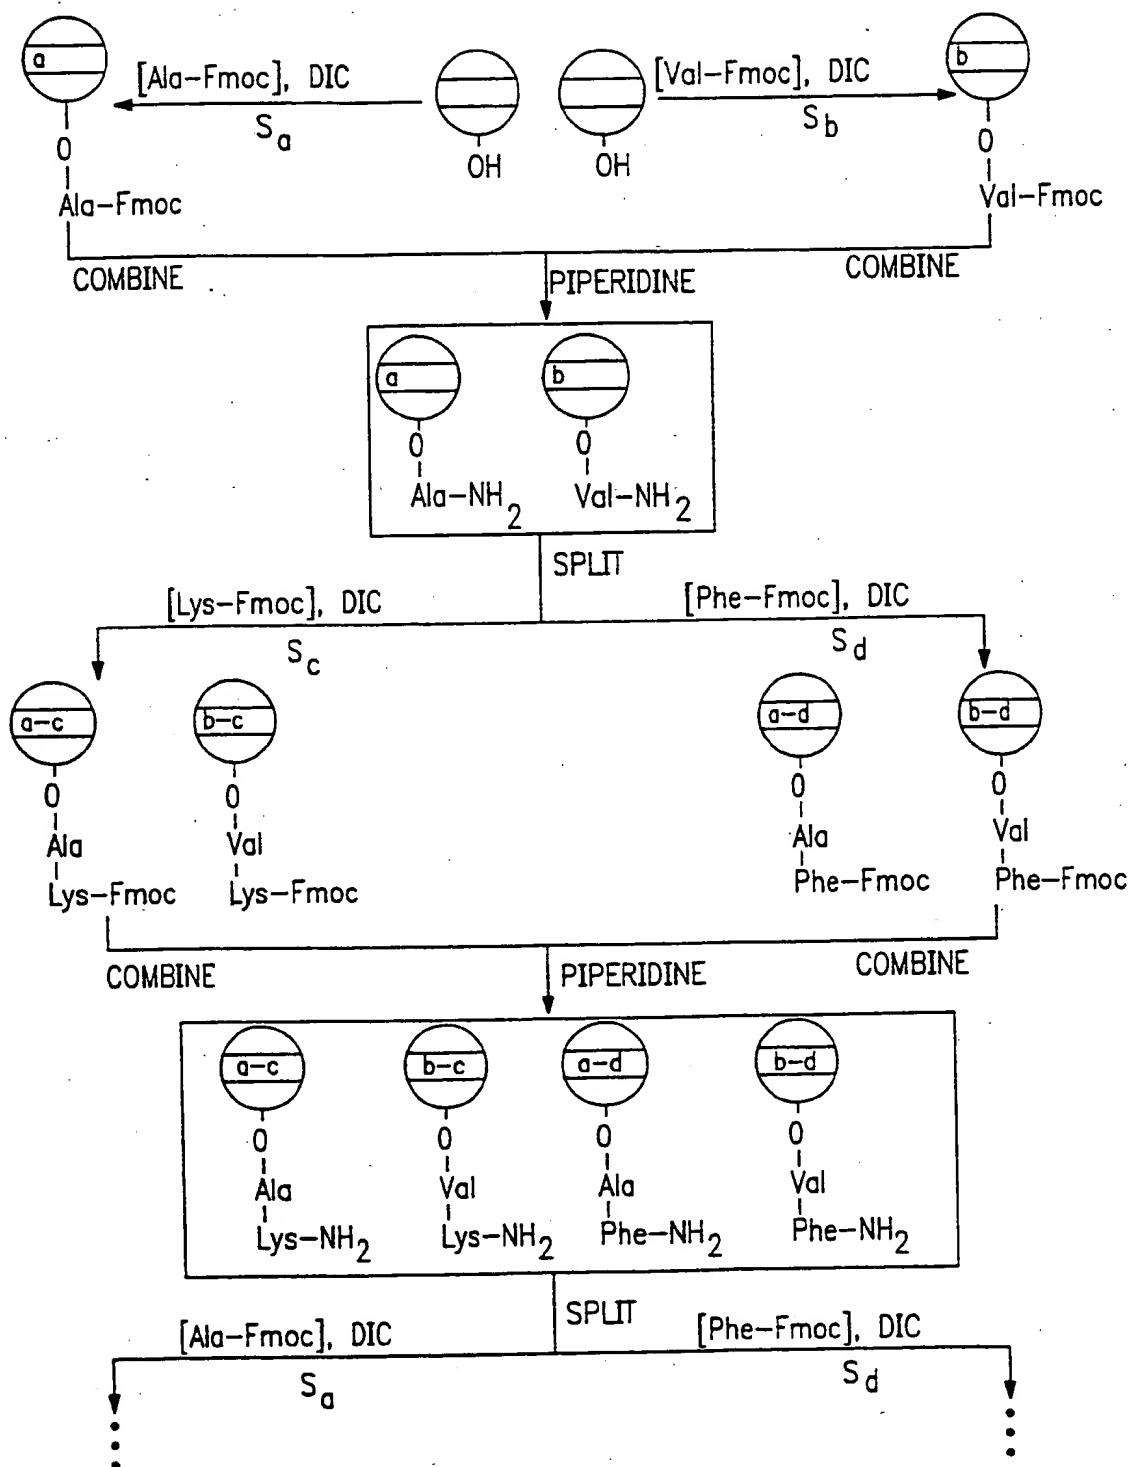 a
[Ala-Fmoc], DIC
Sa
OH
OH
[Val-Fmoc], DIC
Sb
b
O
Ala-Fmoc
O
Val-Fmoc
COMBINE
PIPERIDINE
COMBINE
a
b
O
O
Ala-NH2
Val-NH2
SPLIT
[Lys-Fmoc], DIC
[Phe-Fmoc], DIC
Sc
Sd
a-c
b-c
a-d
b-d
O
O
O
O
Ala
Val
Ala
Val
Lys-Fmoc
Lys-Fmoc
Phe-Fmoc
Phe-Fmoc
COMBINE
PIPERIDINE
COMBINE
a-c
b-c
a-d
b-d
O
O
O
O
Ala
Val
Ala
Val
Lys-NH2
Lys-NH2
Phe-NH2
Phe-NH2
SPLIT
[Ala-Fmoc], DIC
[Phe-Fmoc], DIC
Sa
Sd